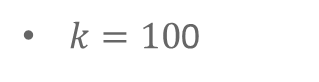 • k = 100